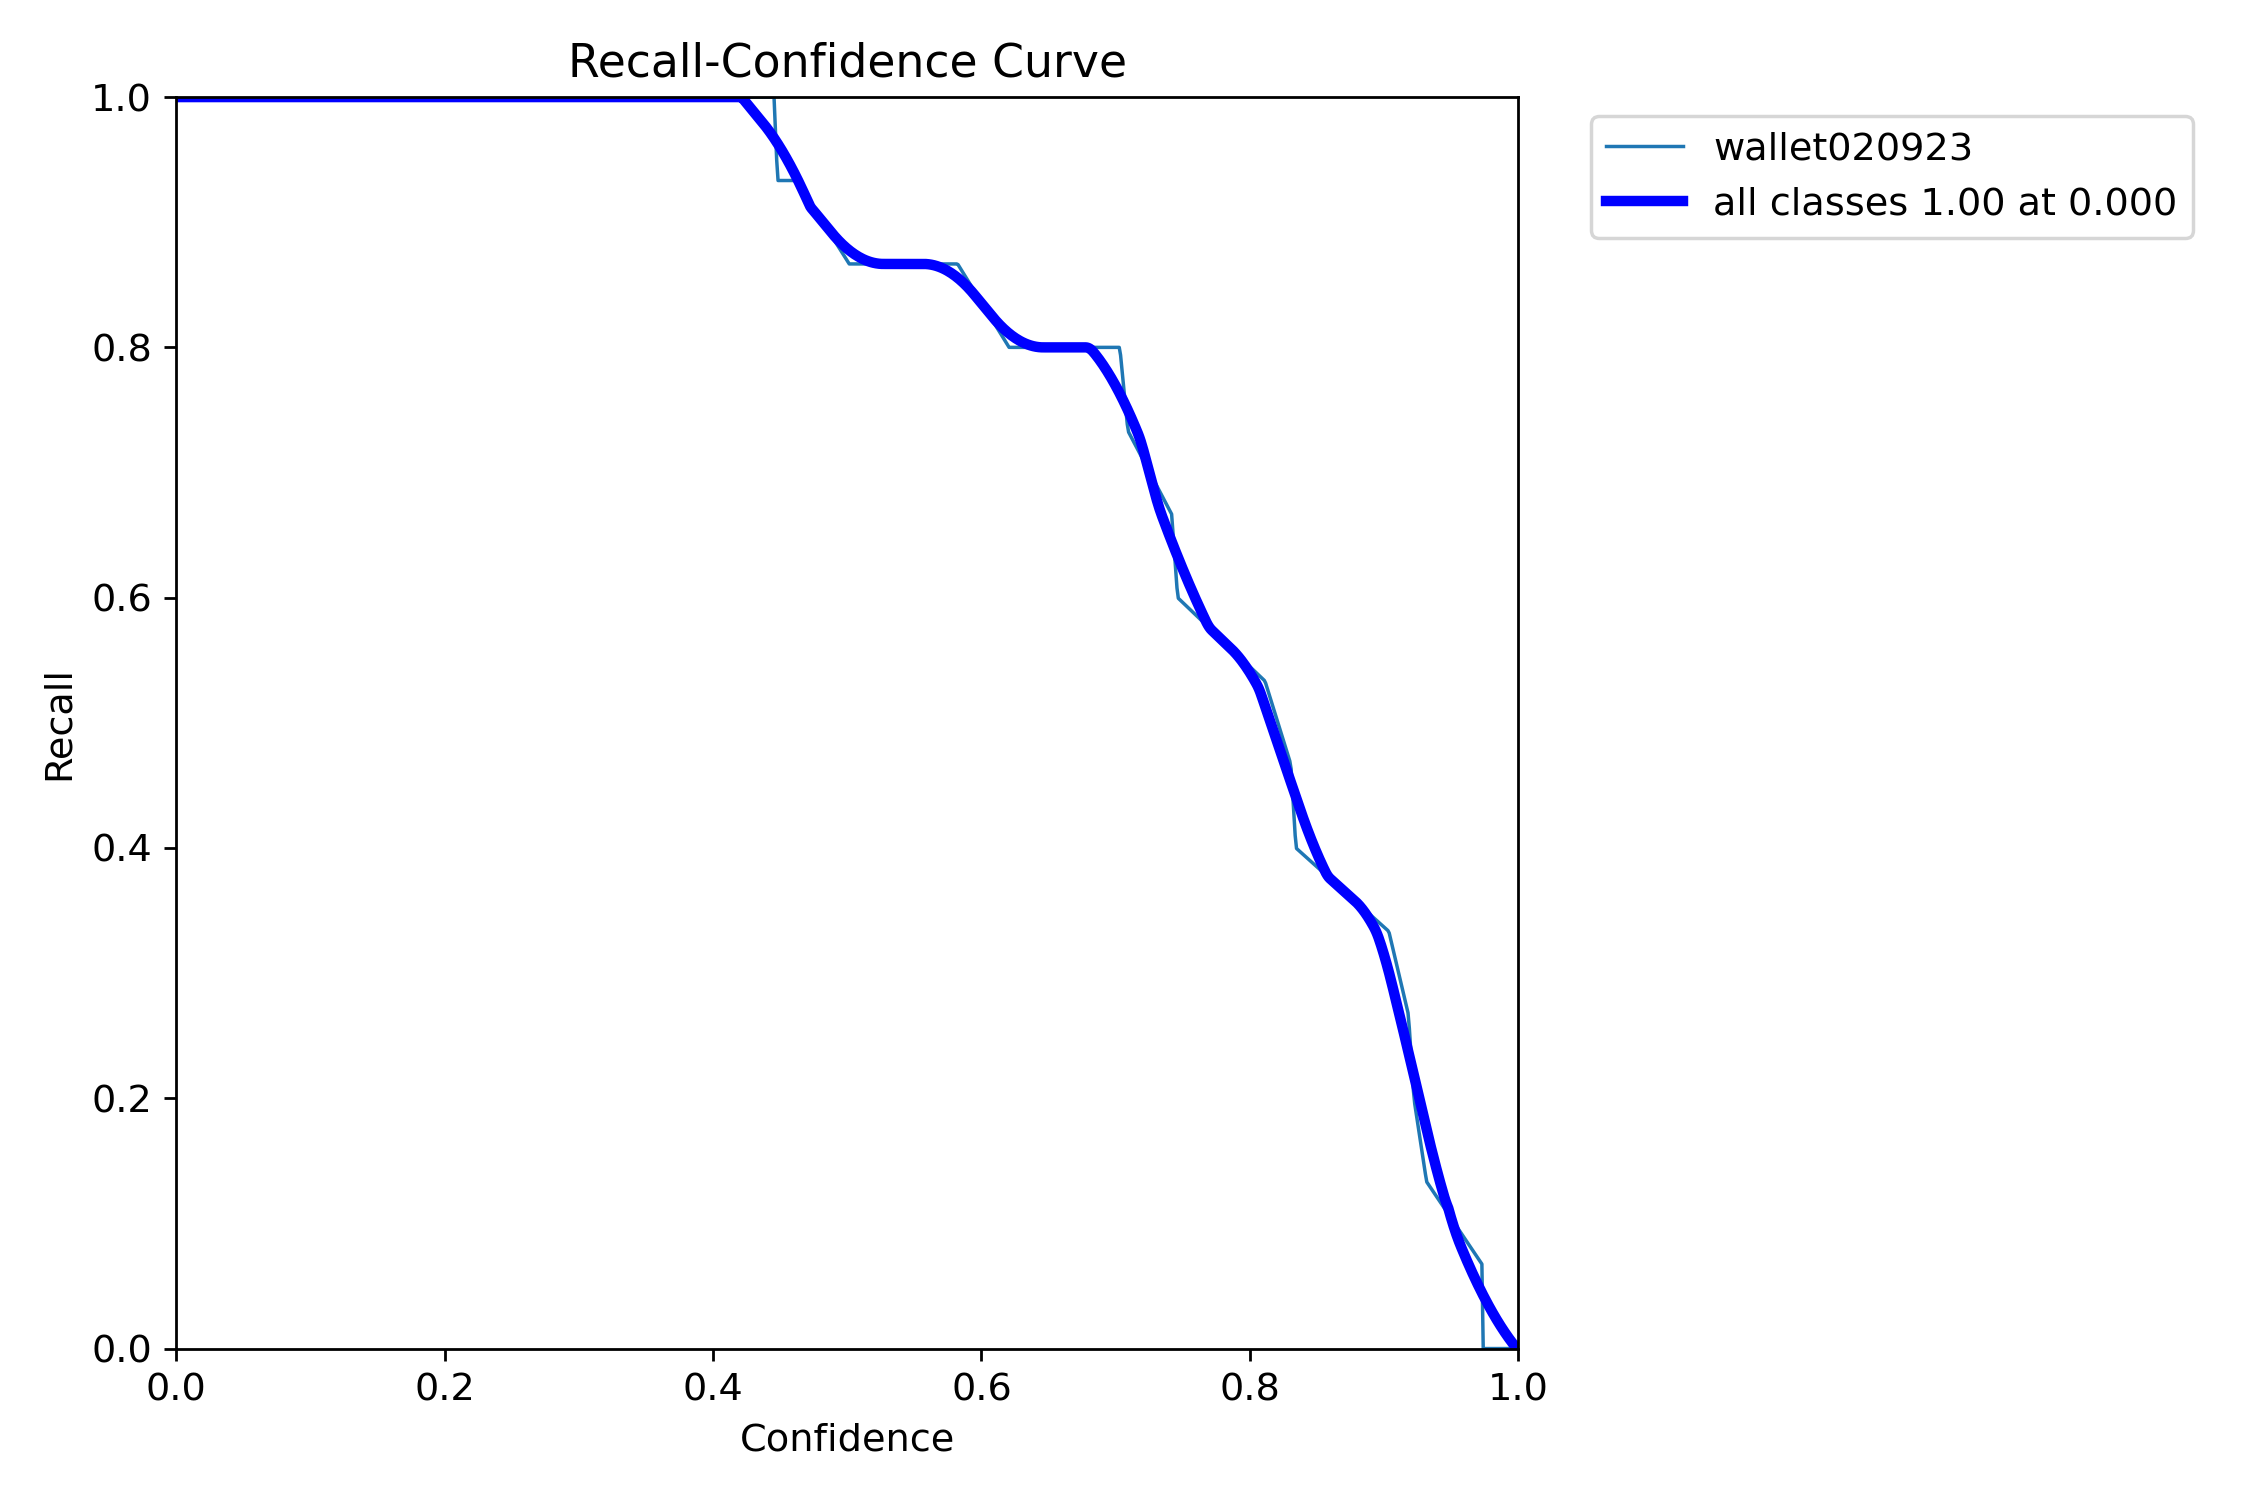 Recall-Confidence Curve
1.0
0.8
0.6
0.4
0.2
0.0
Recall
0.0 0.2 0.4 0.6 0.8 1.0
Confidence
wallet020923
all classes 1.00 at 0.000